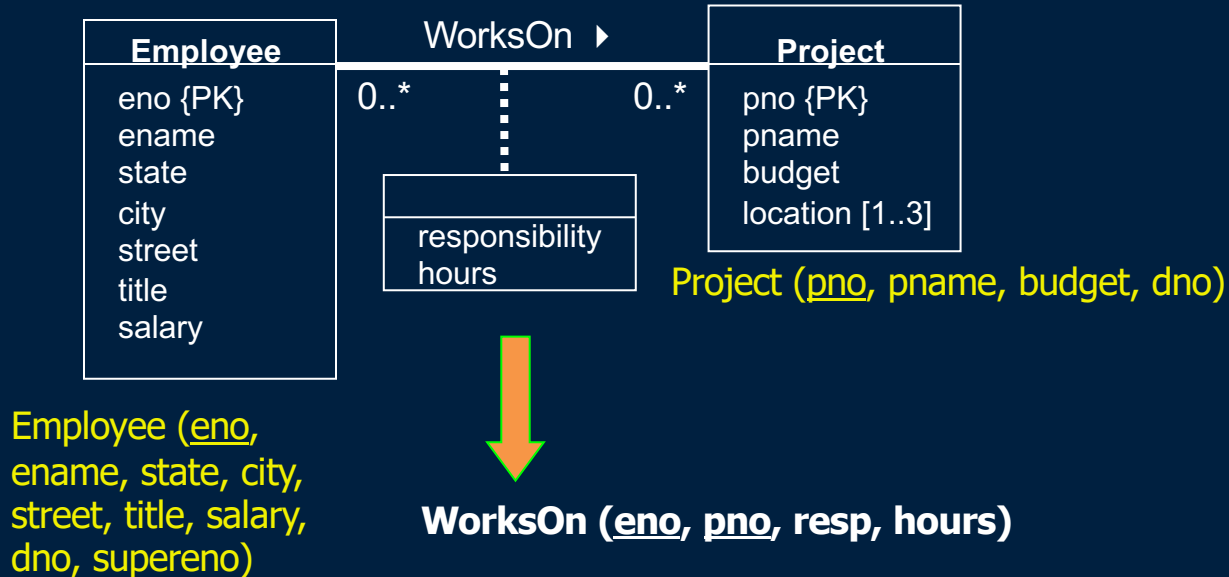 Employee
eno {PK}
ename
state
city
street
title
salary
WorksOn ▶
0..*
0..*
responsibility
hours
Project
pno {PK}
pname
budget
location [1..3]
Project (pno, pname, budget, dno)
Employee (eno,
ename, state, city,
street, title, salary,
dno, supereno)
WorksOn (eno, pno, resp, hours)